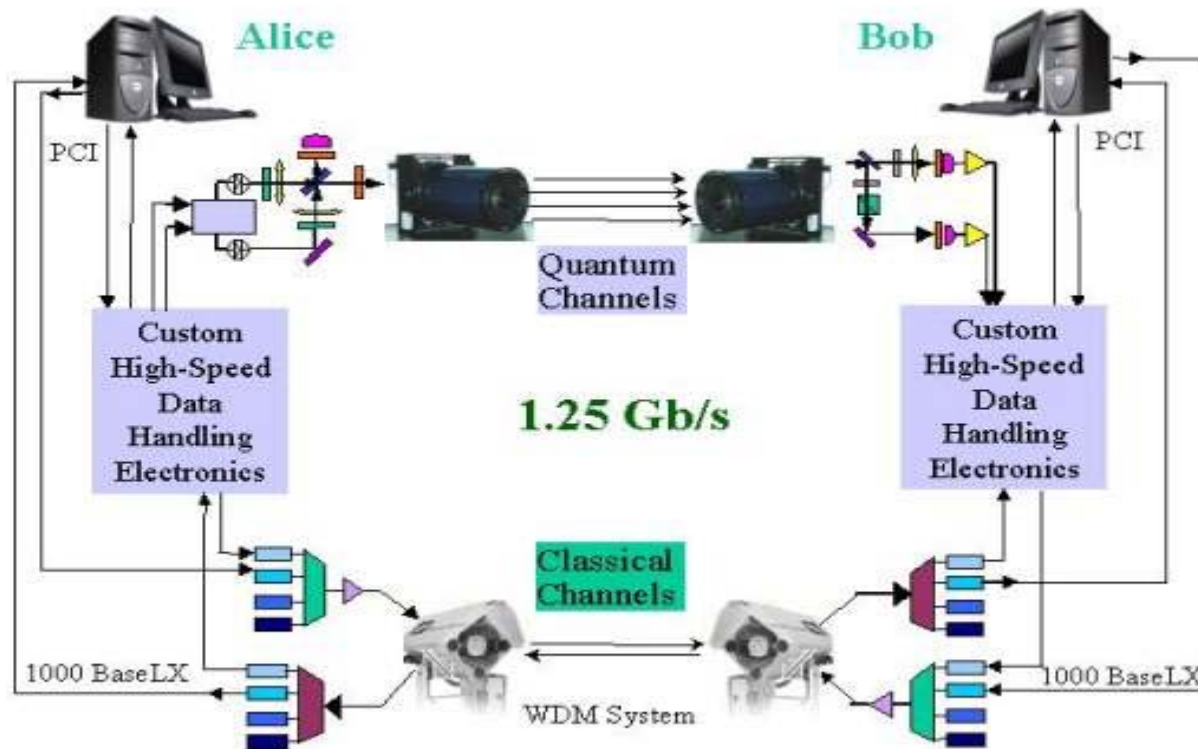 Alice
Bob
PCI
PCI
Quantum
Channels
Custom
High-Speed
Data
Handling
Electronics
1.25 Gb/s
Custom
High-Speed
Data
Handling
Electronics
Classical
Channels
1000 BaseLX
WDM System
1000 BaseLX